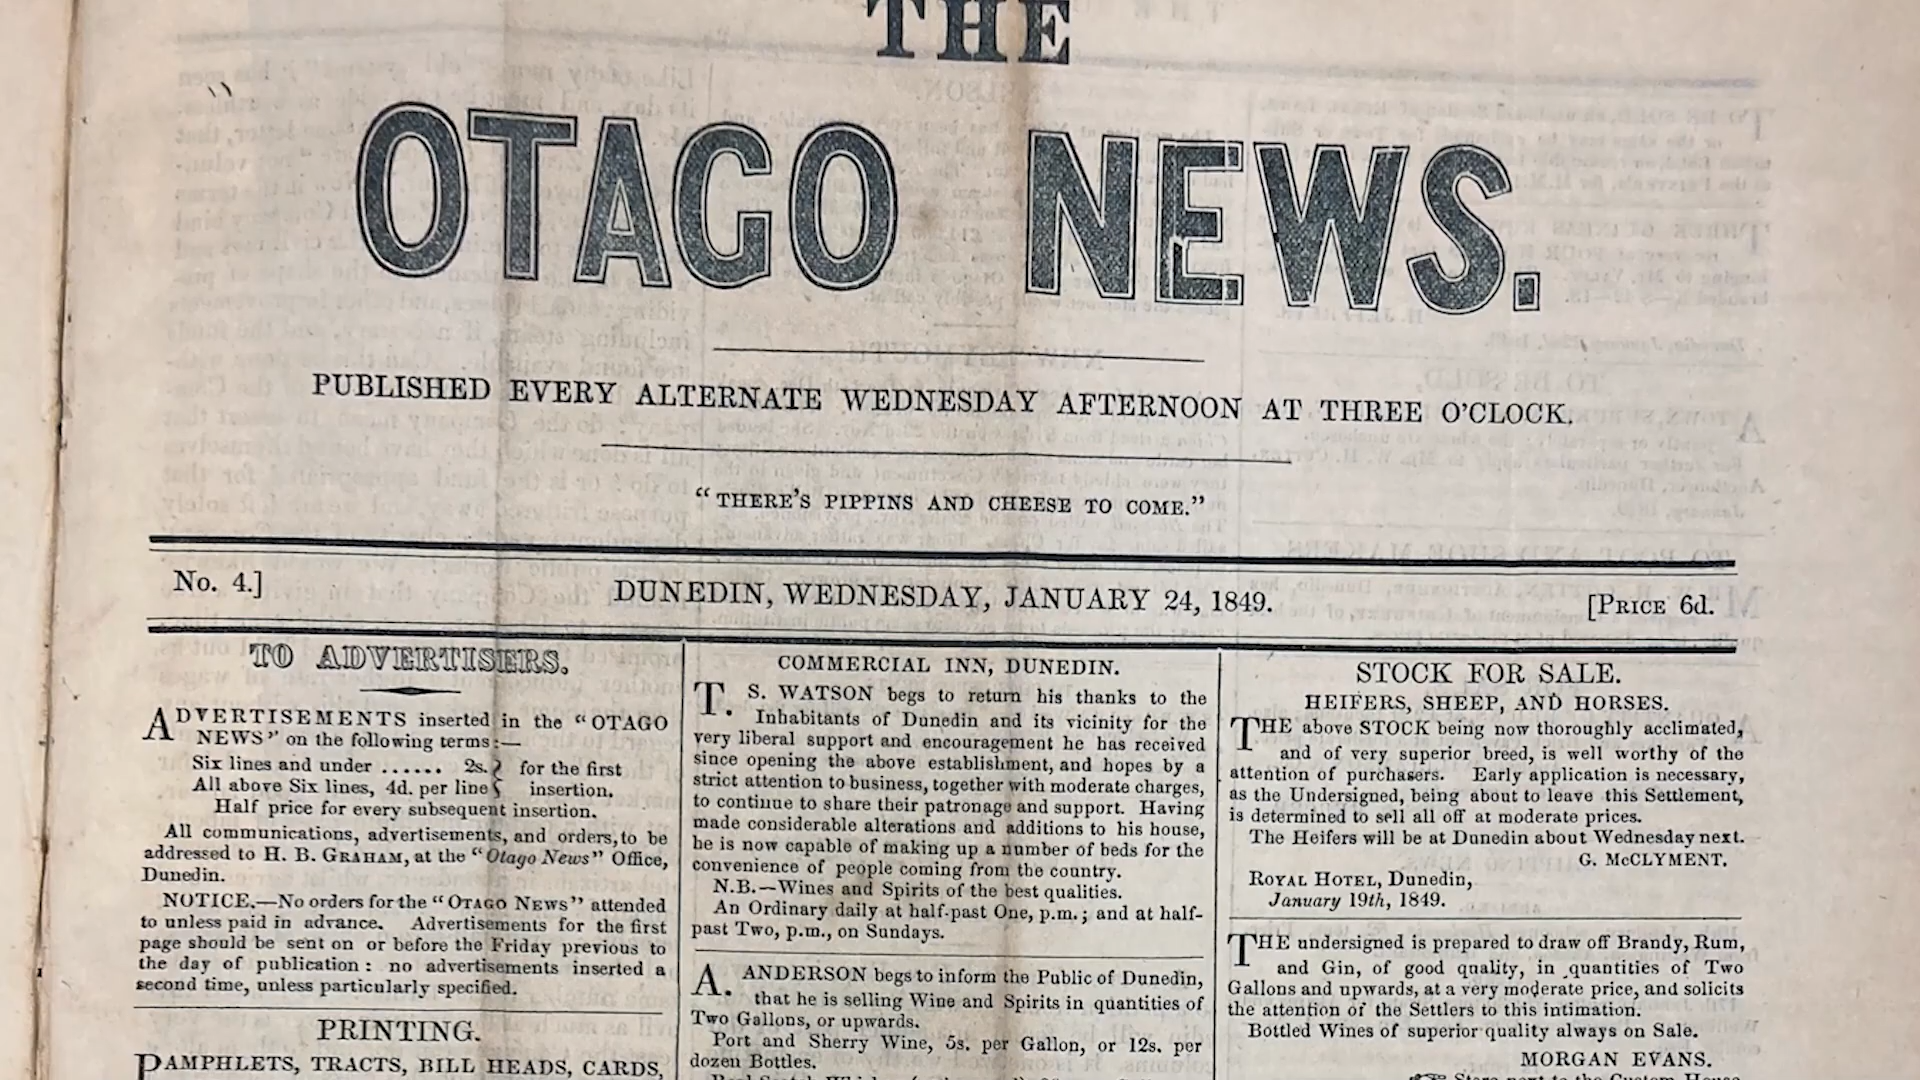 THE
OTAGO NEWS.
PUBLISHED EVERY ALTERNATE WEDNESDAY AFTERNOON AT THREE O'CLOCK.
"THERE'S PIPPINS AND CHEESE TO COME."
No. 4.]
DUNEDIN, WEDNESDAY, JANUARY 24, 1849.
[PRICE 6d.
TO ADVERTISERS.
ADVERTISEMENTS inserted in the "OTAGO
NEWS" on the following terms:—
Six lines and under ...... 2s. } for the first
All above Six lines, 4d. per line } insertion.
Half price for every subsequent insertion.
All communications, advertisements, and orders, to be
addressed to H. B. GRAHAM, at the "Otago News" Office,
Dunedin.
NOTICE.—No orders for the "OTAGO NEWS" attended
to unless paid in advance. Advertisements for the first
page should be sent on or before the Friday previous to
the day of publication: no advertisements inserted a
second time, unless particularly specified.
PRINTING.
PAMPHLETS, TRACTS, BILL HEADS, CARDS,
COMMERCIAL INN, DUNEDIN.
T. S. WATSON begs to return his thanks to the
Inhabitants of Dunedin and its vicinity for the
very liberal support and encouragement he has received
since opening the above establishment, and hopes by a
strict attention to business, together with moderate charges,
to continue to share their patronage and support. Having
made considerable alterations and additions to his house,
he is now capable of making up a number of beds for the
convenience of people coming from the country.
N.B.—Wines and Spirits of the best qualities.
An Ordinary daily at half-past One, p.m.; and at half-
past Two, p.m., on Sundays.
A. ANDERSON begs to inform the Public of Dunedin,
that he is selling Wine and Spirits in quantities of
Two Gallons, or upwards.
Port and Sherry Wine, 5s. per Gallon, or 12s. per
dozen Bottles.
STOCK FOR SALE.
HEIFERS, SHEEP, AND HORSES.
THE above STOCK being now thoroughly acclimated,
and of very superior breed, is well worthy of the
attention of purchasers. Early application is necessary,
as the Undersigned, being about to leave this Settlement,
is determined to sell all off at moderate prices.
The Heifers will be at Dunedin about Wednesday next.
G. McCLYMENT.
ROYAL HOTEL, Dunedin,
January 19th, 1849.
THE undersigned is prepared to draw off Brandy, Rum,
and Gin, of good quality, in quantities of Two
Gallons and upwards, at a very moderate price, and solicits
the attention of the Settlers to this intimation.
Bottled Wines of superior quality always on Sale.
MORGAN EVANS.
Store next to the Custom House